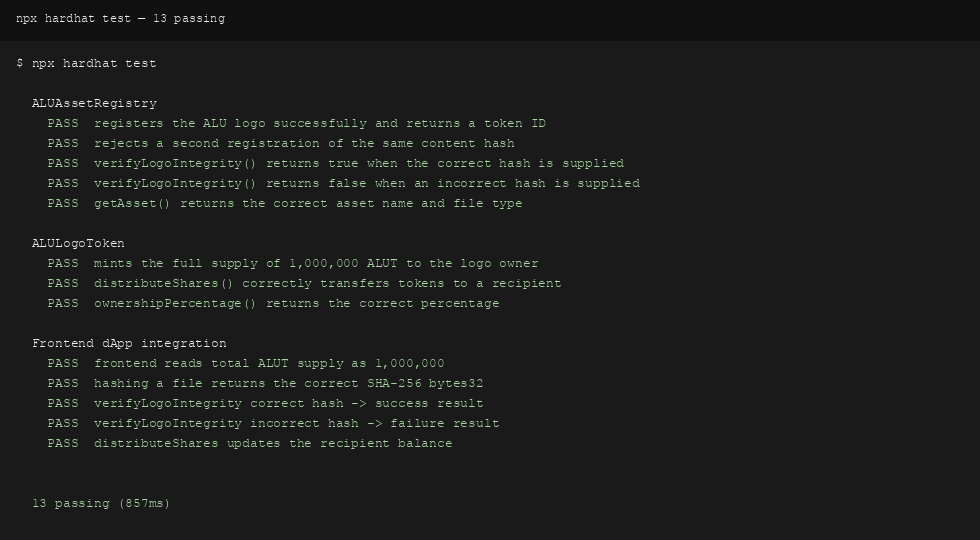 npx hardhat test — 13 passing
$ npx hardhat test
ALUAssetRegistry
PASS  registers the ALU logo successfully and returns a token ID
PASS  rejects a second registration of the same content hash
PASS  verifyLogoIntegrity() returns true when the correct hash is supplied
PASS  verifyLogoIntegrity() returns false when an incorrect hash is supplied
PASS  getAsset() returns the correct asset name and file type
ALULogoToken
PASS  mints the full supply of 1,000,000 ALUT to the logo owner
PASS  distributeShares() correctly transfers tokens to a recipient
PASS  ownershipPercentage() returns the correct percentage
Frontend dApp integration
PASS  frontend reads total ALUT supply as 1,000,000
PASS  hashing a file returns the correct SHA-256 bytes32
PASS  verifyLogoIntegrity correct hash -> success result
PASS  verifyLogoIntegrity incorrect hash -> failure result
PASS  distributeShares updates the recipient balance
13 passing (857ms)